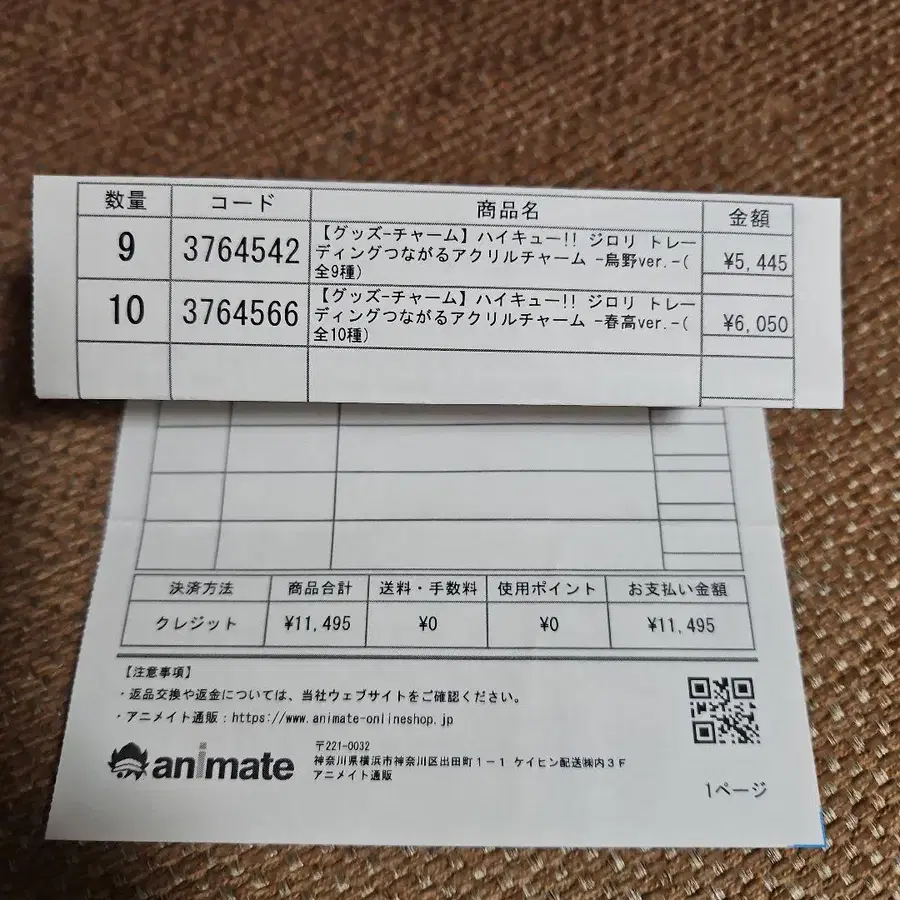 数量 コード 商品名 金額
9 3764542 【グッズ-チャーム】ハイキュー!! ジロリ トレー
ディングつながるアクリルチャーム -烏野ver.-(
全9種) ¥5,445
10 3764566 【グッズ-チャーム】ハイキュー!! ジロリ トレー
ディングつながるアクリルチャーム -春高ver.-(
全10種) ¥6,050
決済方法 商品合計 送料・手数料 使用ポイント お支払い金額
クレジット ¥11,495 ¥0 ¥0 ¥11,495
【注意事項】
・返品交換や返金については、当社ウェブサイトをご確認ください。
・アニメイト通販:https://www.animate-onlineshop.jp
animate
〒221-0032
神奈川県横浜市神奈川区出田町1-1 ケイヒン配送㈱内3F
アニメイト通販
1ページ